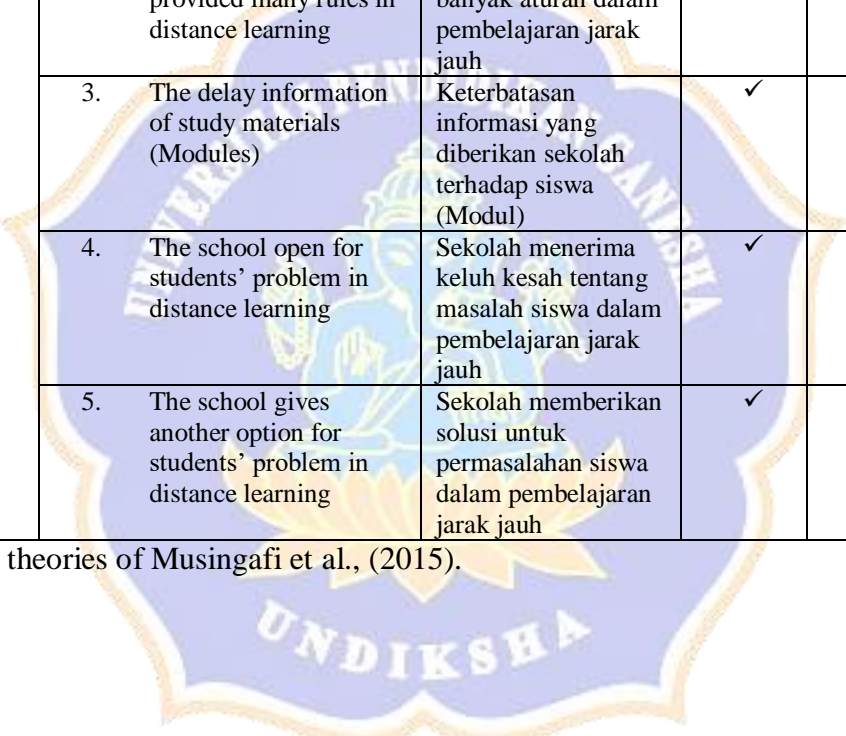 provided many rules in
distance learning
banyak aturan dalam
pembelajaran jarak
jauh
3.
The delay information
of study materials
(Modules)
Keterbatasan
informasi yang
diberikan sekolah
terhadap siswa
(Modul)
✓
4.
The school open for
students’ problem in
distance learning
Sekolah menerima
keluh kesah tentang
masalah siswa dalam
pembelajaran jarak
jauh
✓
5.
The school gives
another option for
students’ problem in
distance learning
Sekolah memberikan
solusi untuk
permasalahan siswa
dalam pembelajaran
jarak jauh
✓
theories of Musingafi et al., (2015).
UNIVERSITAS PENDIDIKAN GANESHA
UNDIKSHA